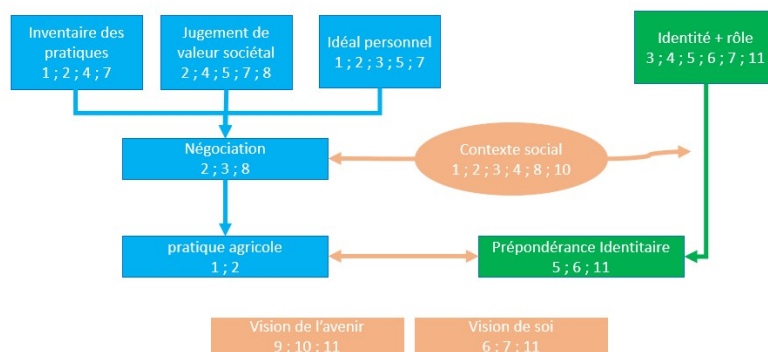 Inventaire des
pratiques
1 ; 2 ; 4 ; 7
Jugement de
valeur sociétal
2 ; 4 ; 5 ; 7 ; 8
Idéal personnel
1 ; 2 ; 3 ; 5 ; 7
Identité + rôle
3 ; 4 ; 5 ; 6 ; 7 ; 11
Négociation
2 ; 3 ; 8
Contexte social
1 ; 2 ; 3 ; 4 ; 8 ; 10
pratique agricole
1 ; 2
Prépondérance Identitaire
5 ; 6 ; 11
Vision de l’avenir
9 ; 10 ; 11
Vision de soi
6 ; 7 ; 11